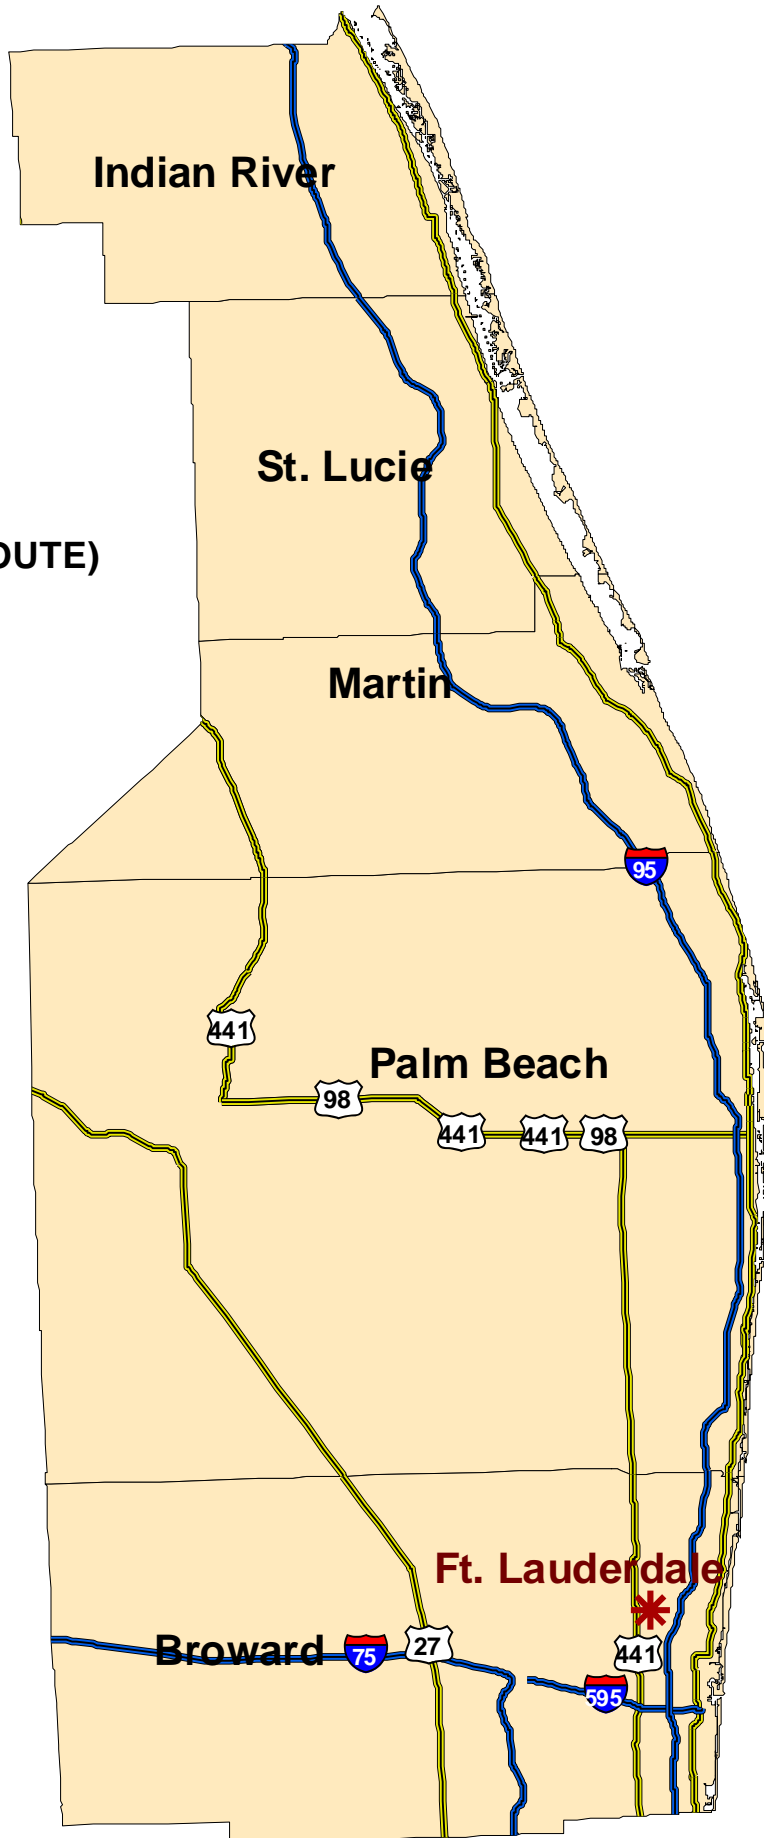 Indian River
St. Lucie
OUTE)
Martin
95
441
Palm Beach
98
441
441
98
Ft. Lauderdale
Broward
75
27
441
595